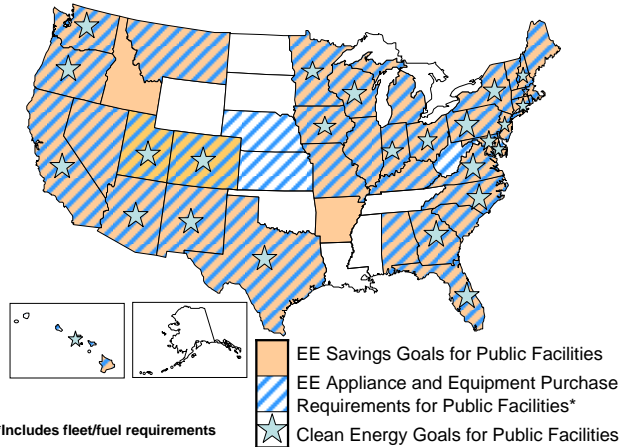 EE Savings Goals for Public Facilities
EE Appliance and Equipment Purchase
Requirements for Public Facilities*
*Includes fleet/fuel requirements
Clean Energy Goals for Public Facilities